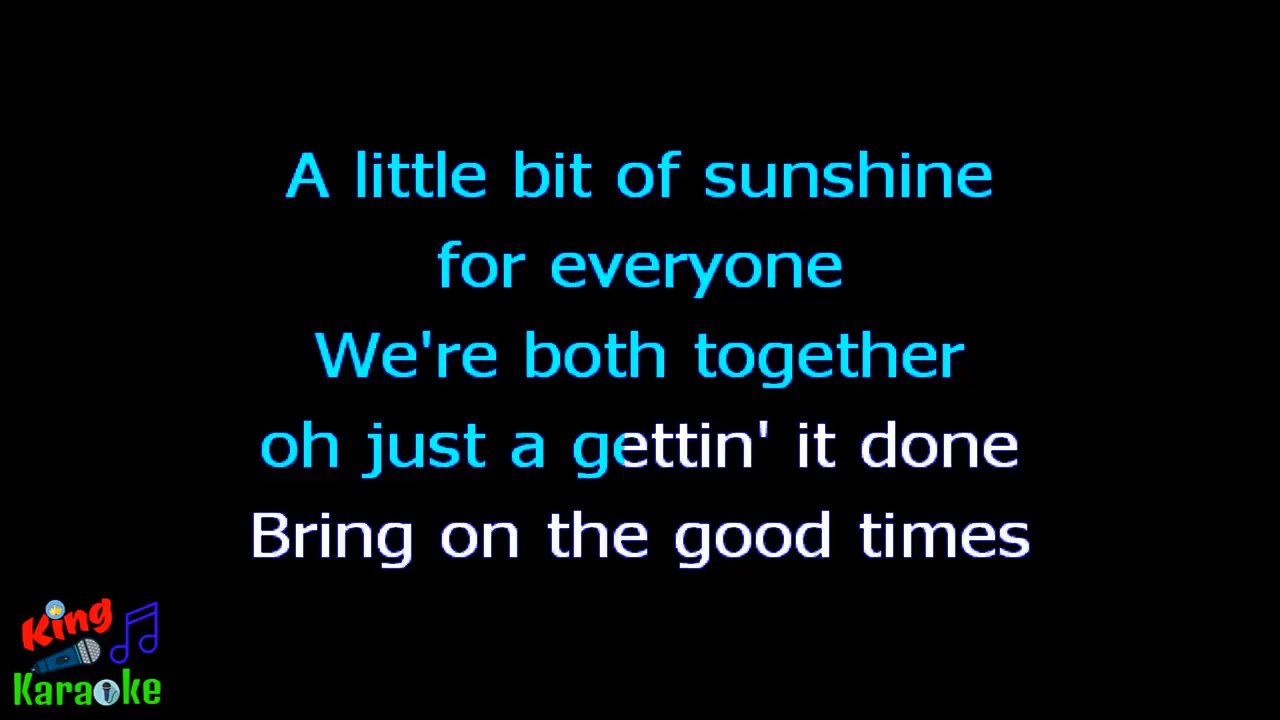 A little bit of sunshine
for everyone
We're both together
oh just a gettin' it done
Bring on the good times
King
Karaoke